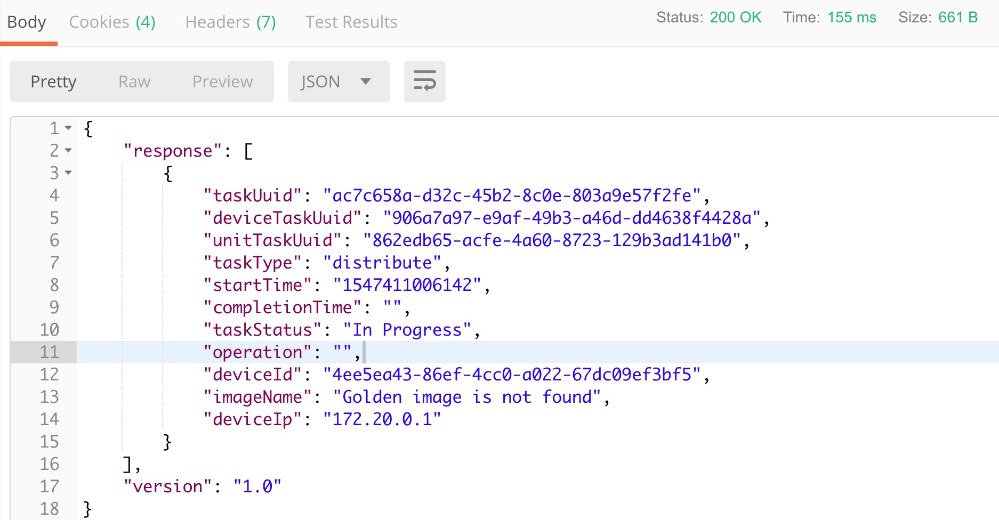 Body Cookies (4) Headers (7) Test Results Status: 200 OK Time: 155 ms Size: 661 B
Pretty Raw Preview JSON
1 {
2 "response": [
3 {
4 "taskUuid": "ac7c658a-d32c-45b2-8c0e-803a9e57f2fe",
5 "deviceTaskUuid": "906a7a97-e9af-49b3-a46d-dd4638f4428a",
6 "unitTaskUuid": "862edb65-acfe-4a60-8723-129b3ad141b0",
7 "taskType": "distribute",
8 "startTime": "1547411006142",
9 "completionTime": "",
10 "taskStatus": "In Progress",
11 "operation": "",
12 "deviceId": "4ee5ea43-86ef-4cc0-a022-67dc09ef3bf5",
13 "imageName": "Golden image is not found",
14 "deviceIp": "172.20.0.1"
15 }
16 ],
17 "version": "1.0"
18 }